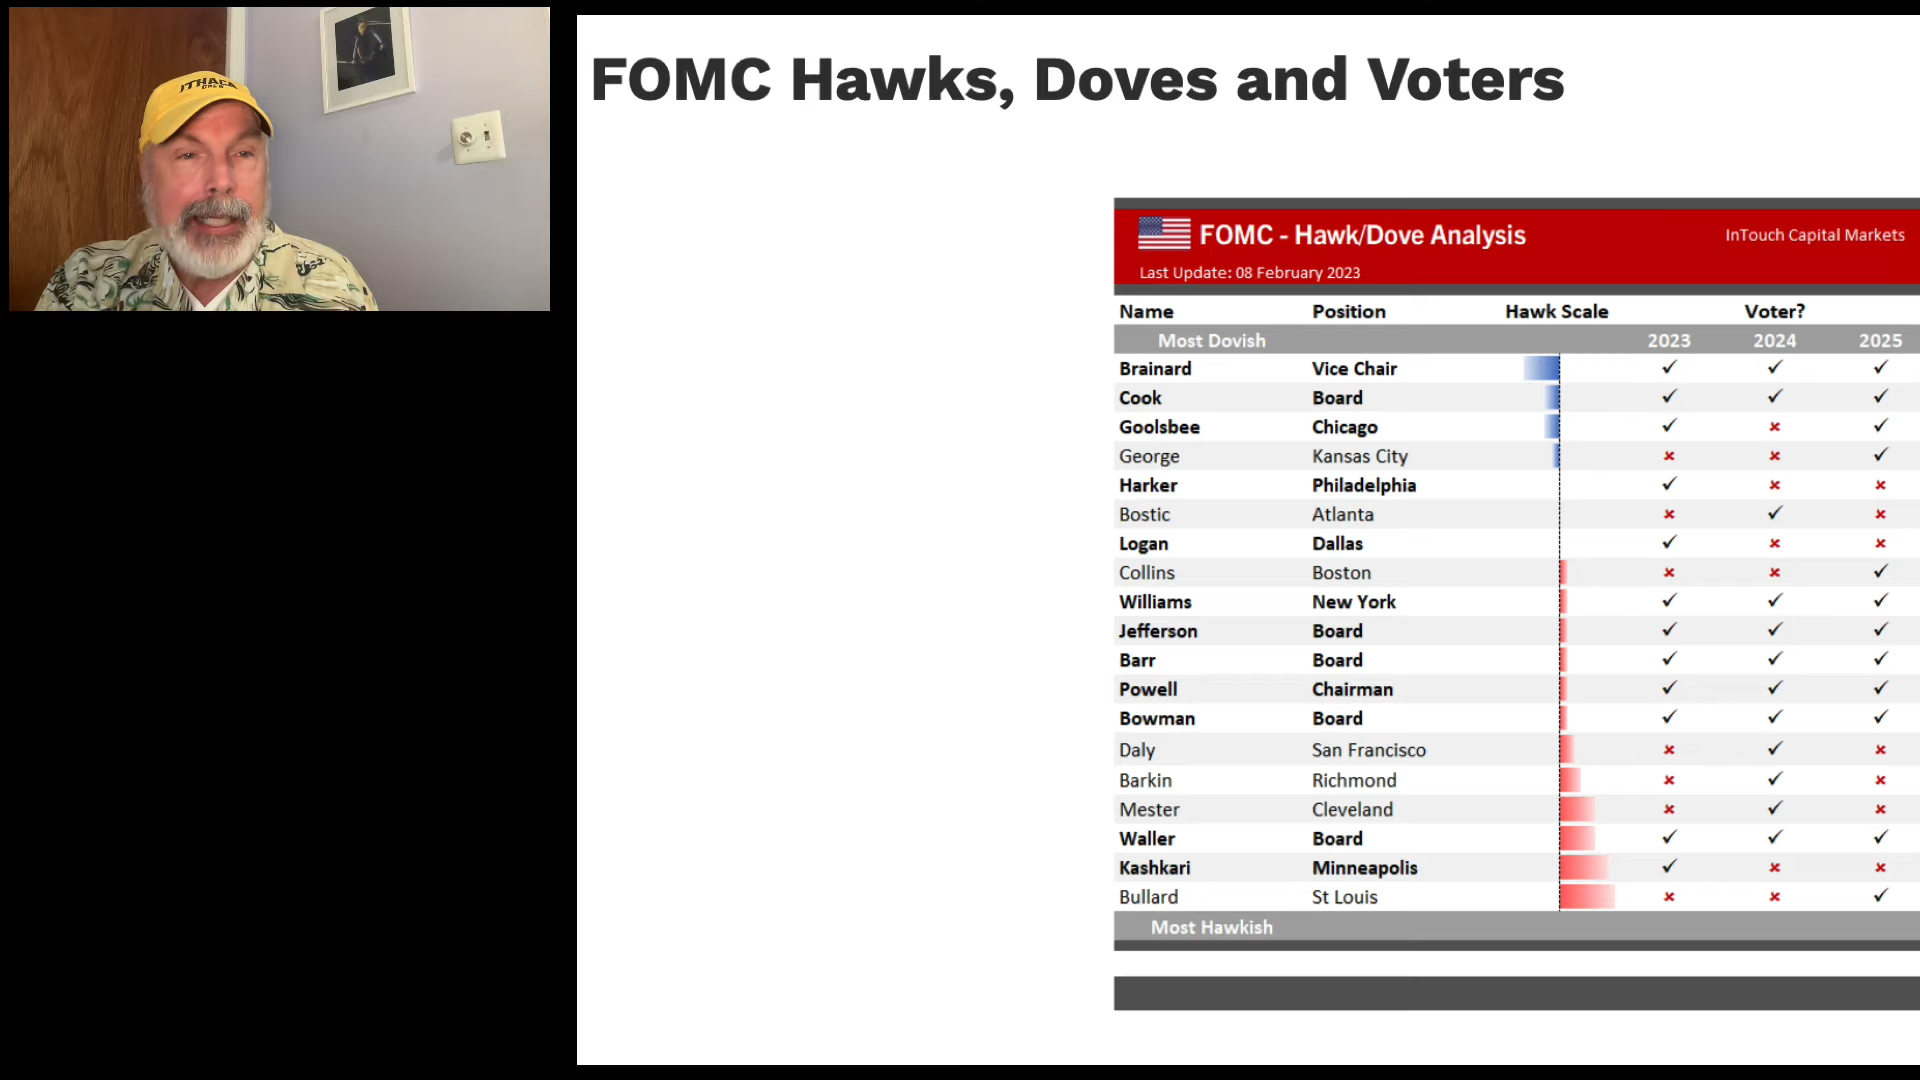 ITHACA
FOMC Hawks, Doves and Voters
FOMC - Hawk/Dove Analysis InTouch Capital Markets
Last Update: 08 February 2023
Name Position Hawk Scale Voter?
Most Dovish 2023 2024 2025
Brainard Vice Chair ✓ ✓ ✓
Cook Board ✓ ✓ ✓
Goolsbee Chicago ✓ × ✓
George Kansas City × × ✓
Harker Philadelphia ✓ × ×
Bostic Atlanta × ✓ ×
Logan Dallas ✓ × ×
Collins Boston × × ✓
Williams New York ✓ ✓ ✓
Jefferson Board ✓ ✓ ✓
Barr Board ✓ ✓ ✓
Powell Chairman ✓ ✓ ✓
Bowman Board ✓ ✓ ✓
Daly San Francisco × ✓ ×
Barkin Richmond × ✓ ×
Mester Cleveland × ✓ ×
Waller Board ✓ ✓ ✓
Kashkari Minneapolis ✓ × ×
Bullard St Louis × × ✓
Most Hawkish